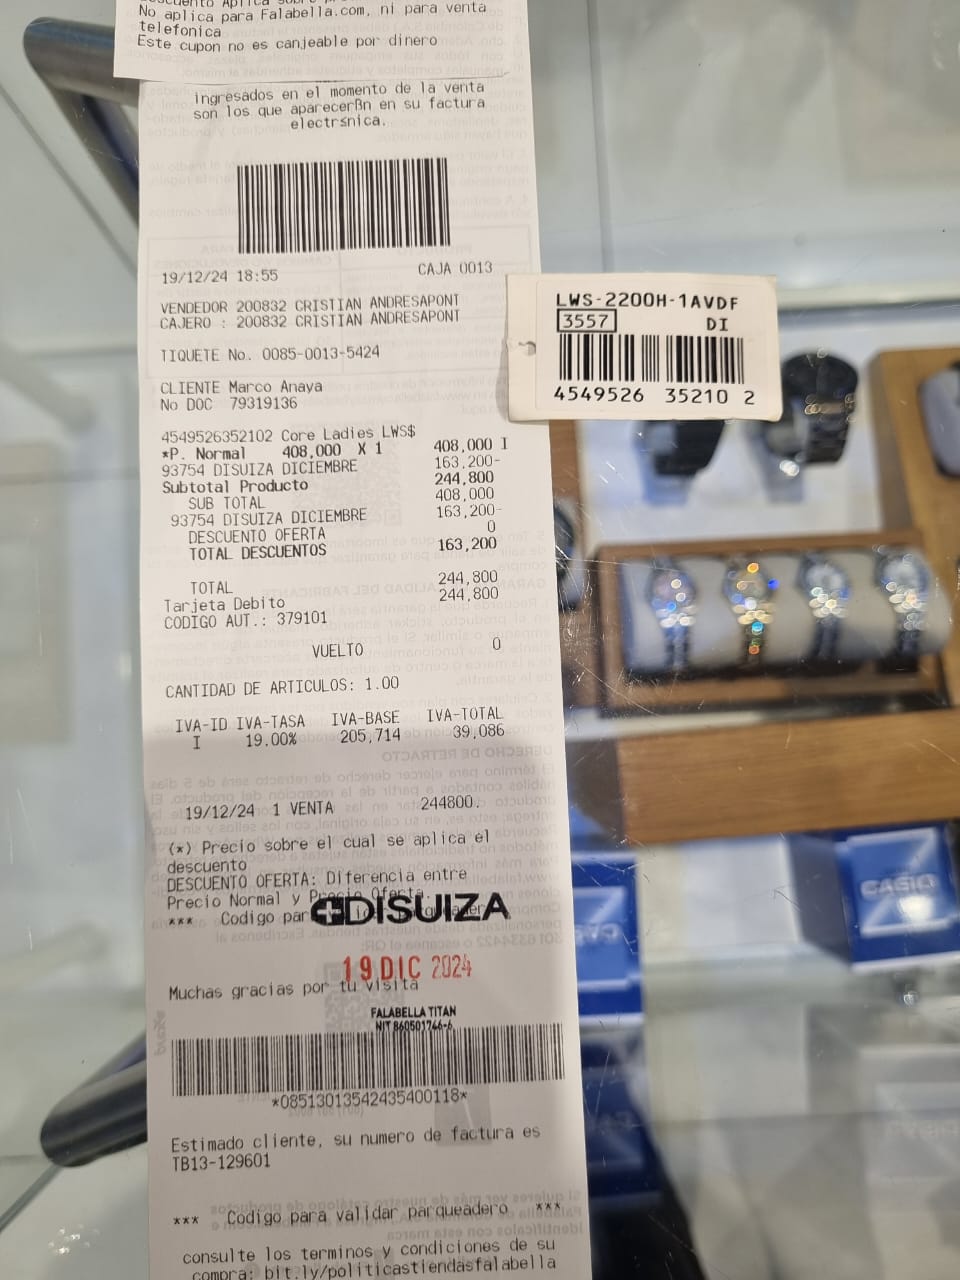 No aplica para Falabella.com, ni para venta
telefonica
Este cupon no es canjeable por dinero
ingresados en el momento de la venta
son los que aparecerßn en su factura
electrsnica.
19/12/24 18:55 CAJA 0013
VENDEDOR 200832 CRISTIAN ANDRESAPONT
CAJERO : 200832 CRISTIAN ANDRESAPONT
TIQUETE No. 0085-0013-5424
CLIENTE Marco Anaya
No DOC 79319136
4549526352102 Core Ladies LWS$
*P. Normal 408,000 X 1 408,000 I
93754 DISUIZA DICIEMBRE 163,200-
Subtotal Producto 244,800
SUB TOTAL 408,000
93754 DISUIZA DICIEMBRE 163,200-
DESCUENTO OFERTA 0
TOTAL DESCUENTOS 163,200
TOTAL 244,800
Tarjeta Debito 244,800
CODIGO AUT.: 379101
VUELTO 0
CANTIDAD DE ARTICULOS: 1.00
IVA-ID IVA-TASA IVA-BASE IVA-TOTAL
I 19.00% 205,714 39,086
19/12/24 1 VENTA 244800.
(*) Precio sobre el cual se aplica el
descuento
DESCUENTO OFERTA: Diferencia entre
Precio Normal y Precio Oferta.
*** Codigo par
DISUIZA
19 DIC 2024
Muchas gracias por tu visita
FALABELLA TITAN
NIT 860501746-6
*08513013542435400118*
Estimado cliente, su numero de factura es
TB13-129601
*** Codigo para validar parqueadero ***
consulte los terminos y condiciones de su
compra: bit.ly/politicastiendasfalabella
LWS-2200H-1AVDF
3557 DI
4549526 35210 2
CASIO